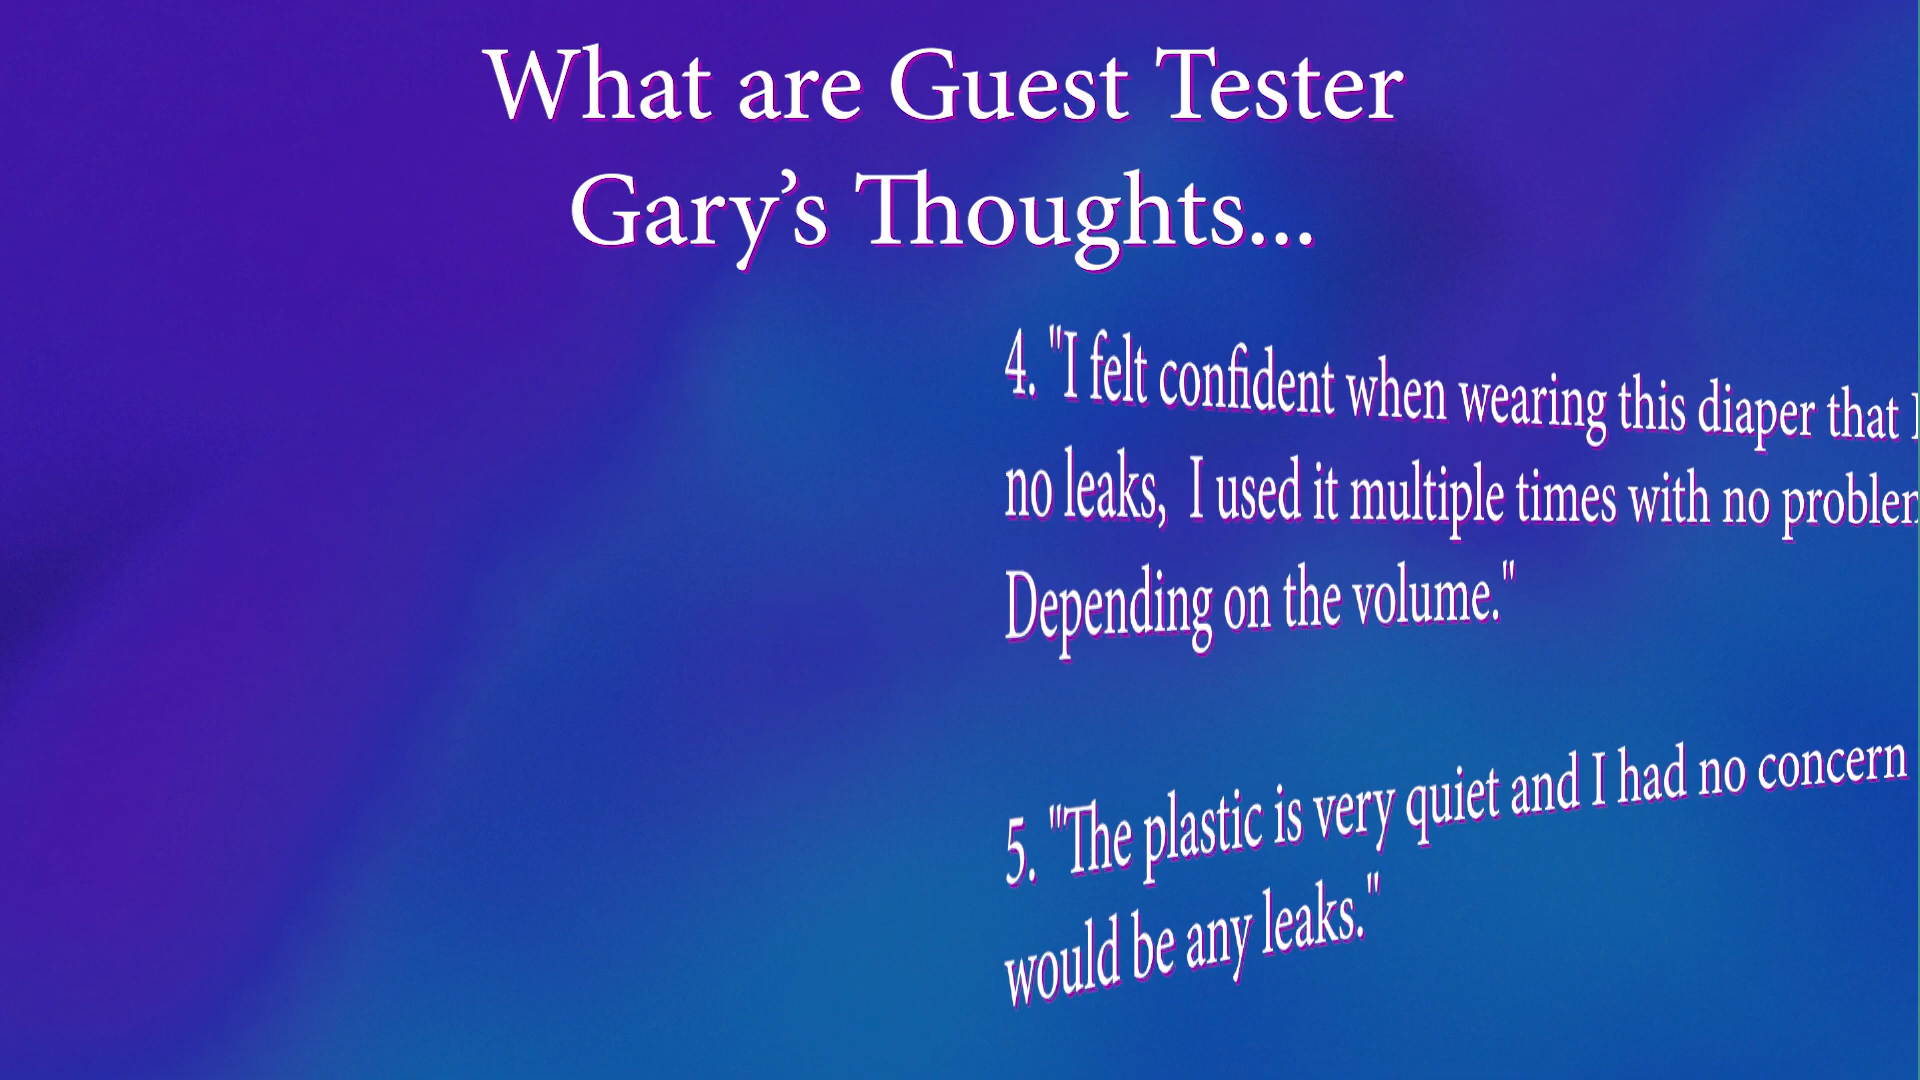 What are Guest Tester
Gary’s Thoughts...
4. "I felt confident when wearing this diaper that
no leaks,  I used it multiple times with no
Depending on the volume."
5. "The plastic is very quiet and I had no concern
would be any leaks."